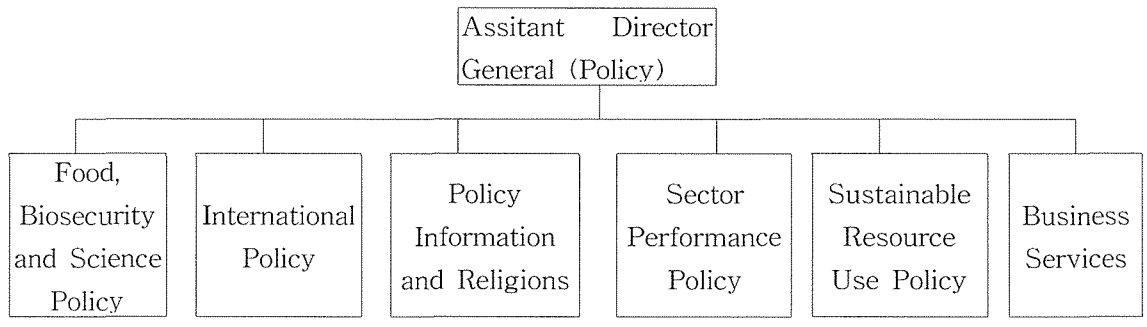 Assitant Director
General (Policy)
Food,
Biosecurity
and Science
Policy
International
Policy
Policy
Information
and Religions
Sector
Performance
Policy
Sustainable
Resource
Use Policy
Business
Services